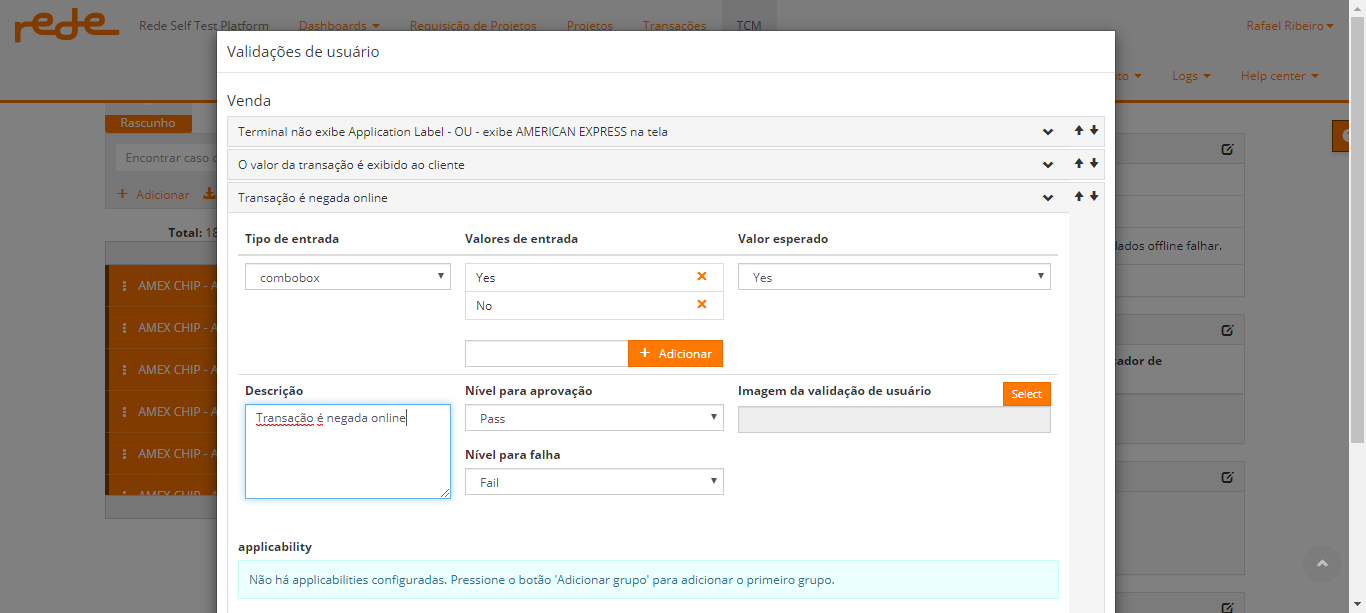 rede Rede Self Test Platform Dashboards Requisição de Projetos Projetos Transações TCM Rafael Ribeiro
Validações de usuário
Logs Help center
Venda
Rascunho
Terminal não exibe Application Label - OU - exibe AMERICAN EXPRESS na tela
Encontrar caso
O valor da transação é exibido ao cliente
+ Adicionar
Transação é negada online
Total: 18
Tipo de entrada Valores de entrada Valor esperado
dados offline falhar.
combobox Yes Yes
No
AMEX CHIP - A
AMEX CHIP - A
AMEX CHIP - A
AMEX CHIP - A
AMEX CHIP - A
AMEX CHIP - A
+ Adicionar
Descrição Nível para aprovação Imagem da validação de usuário Select
Transação é negada online Pass
Nível para falha
Fail
applicability
Não há applicabilities configuradas. Pressione o botão 'Adicionar grupo' para adicionar o primeiro grupo.